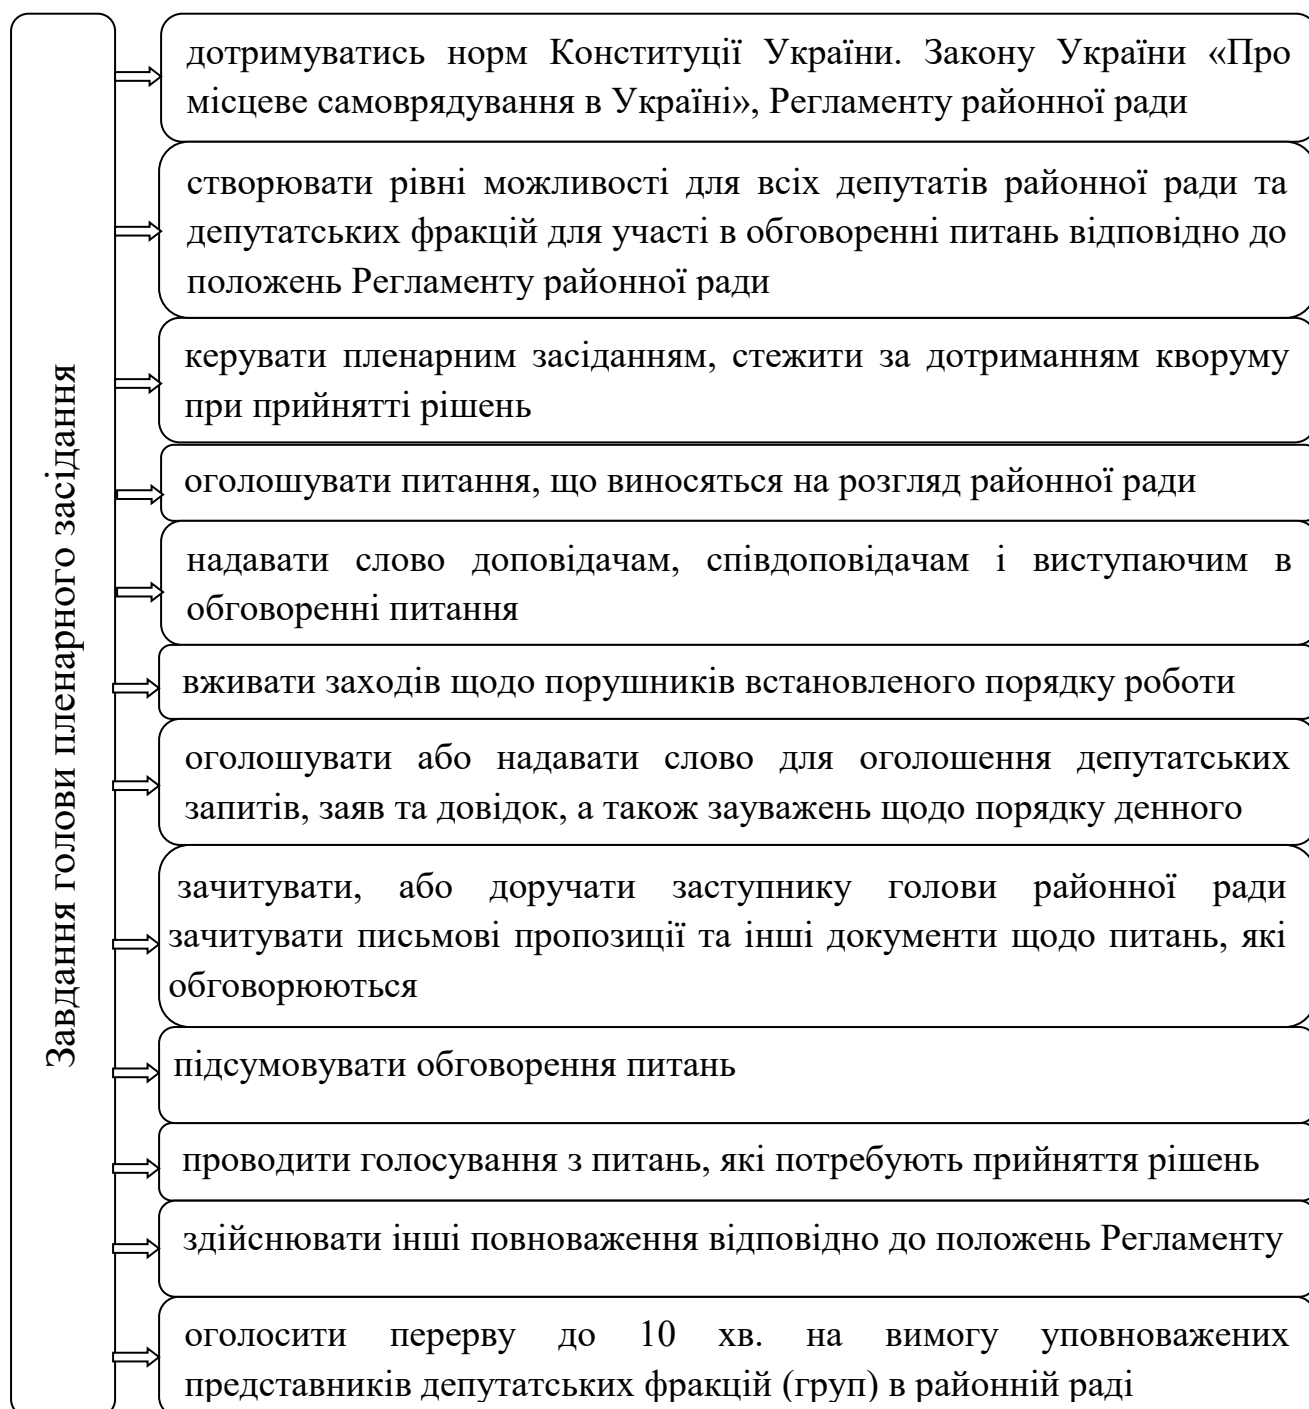 Завдання голови пленарного засідання
дотримуватись норм Конституції України. Закону України «Про
місцеве самоврядування в Україні», Регламенту районної ради
створювати рівні можливості для всіх депутатів районної ради та
депутатських фракцій для участі в обговоренні питань відповідно до
положень Регламенту районної ради
керувати пленарним засіданням, стежити за дотриманням кворуму
при прийнятті рішень
оголошувати питання, що виносяться на розгляд районної ради
надавати слово доповідачам, співдоповідачам і виступаючим в
обговоренні питання
вживати заходів щодо порушників встановленого порядку роботи
оголошувати або надавати слово для оголошення депутатських
запитів, заяв та довідок, а також зауважень щодо порядку денного
зачитувати, або доручати заступнику голови районної ради
зачитувати письмові пропозиції та інші документи щодо питань, які
обговорюються
підсумовувати обговорення питань
проводити голосування з питань, які потребують прийняття рішень
здійснювати інші повноваження відповідно до положень Регламенту
оголосити перерву до 10 хв. на вимогу уповноважених
представників депутатських фракцій (груп) в районній раді